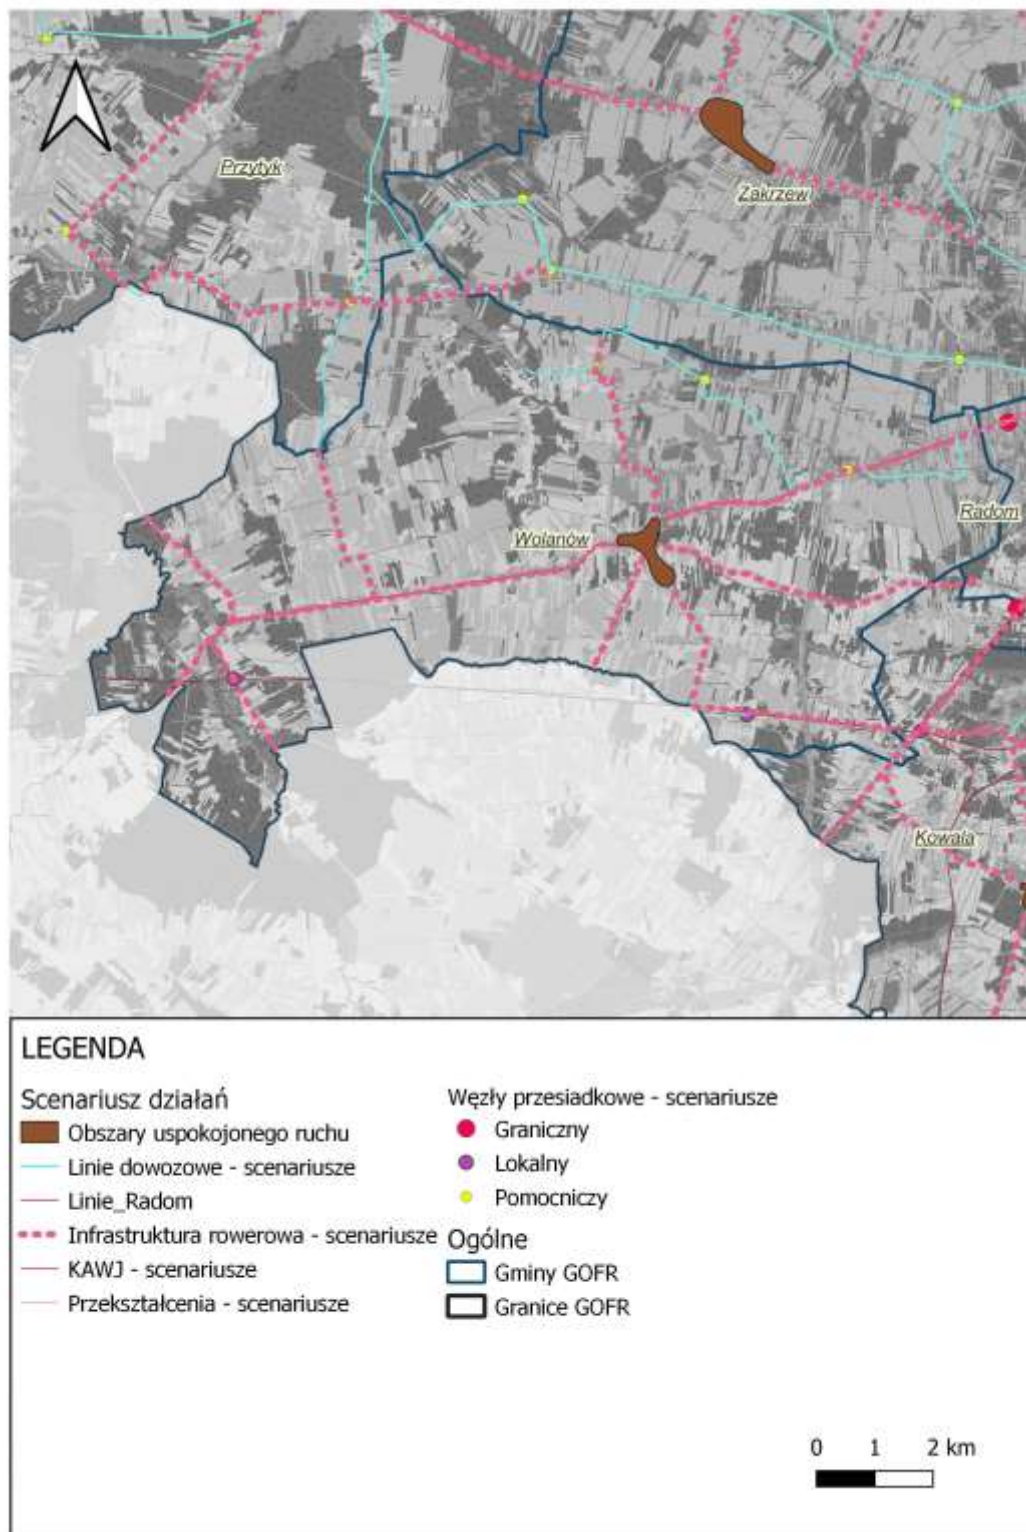 Przytyk
Zakrzew
Wolanów
Radom
Kowala
LEGENDA
Scenariusz działań
Obszary uspokojonego ruchu
Linie dowozowe - scenariusze
Linie_Radom
Infrastruktura rowerowa - scenariusze
KAWJ - scenariusze
Przekształcenia - scenariusze
Węzły przesiadkowe - scenariusze
Graniczny
Lokalny
Pomocniczy
Ogólne
Gminy GOFR
Granice GOFR
0 1 2 km